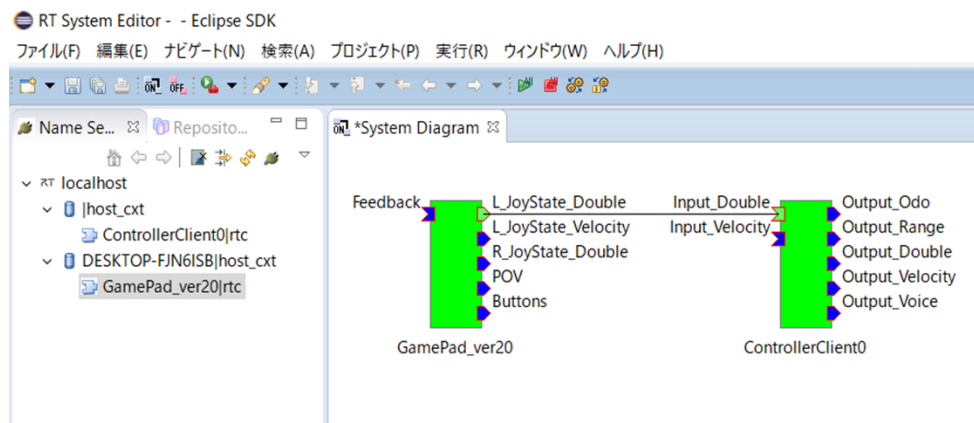 RT System Editor - - Eclipse SDK
ファイル(F) 編集(E) ナビゲート(N) 検索(A) プロジェクト(P) 実行(R) ウィンドウ(W) ヘルプ(H)
ON OFF
Name Se... Reposito...
ON *System Diagram
RT localhost
|host_cxt
ControllerClient0|rtc
DESKTOP-FJN6ISB|host_cxt
GamePad_ver20|rtc
Feedback
L_JoyState_Double
L_JoyState_Velocity
R_JoyState_Double
POV
Buttons
GamePad_ver20
Input_Double
Input_Velocity
Output_Odo
Output_Range
Output_Double
Output_Velocity
Output_Voice
ControllerClient0